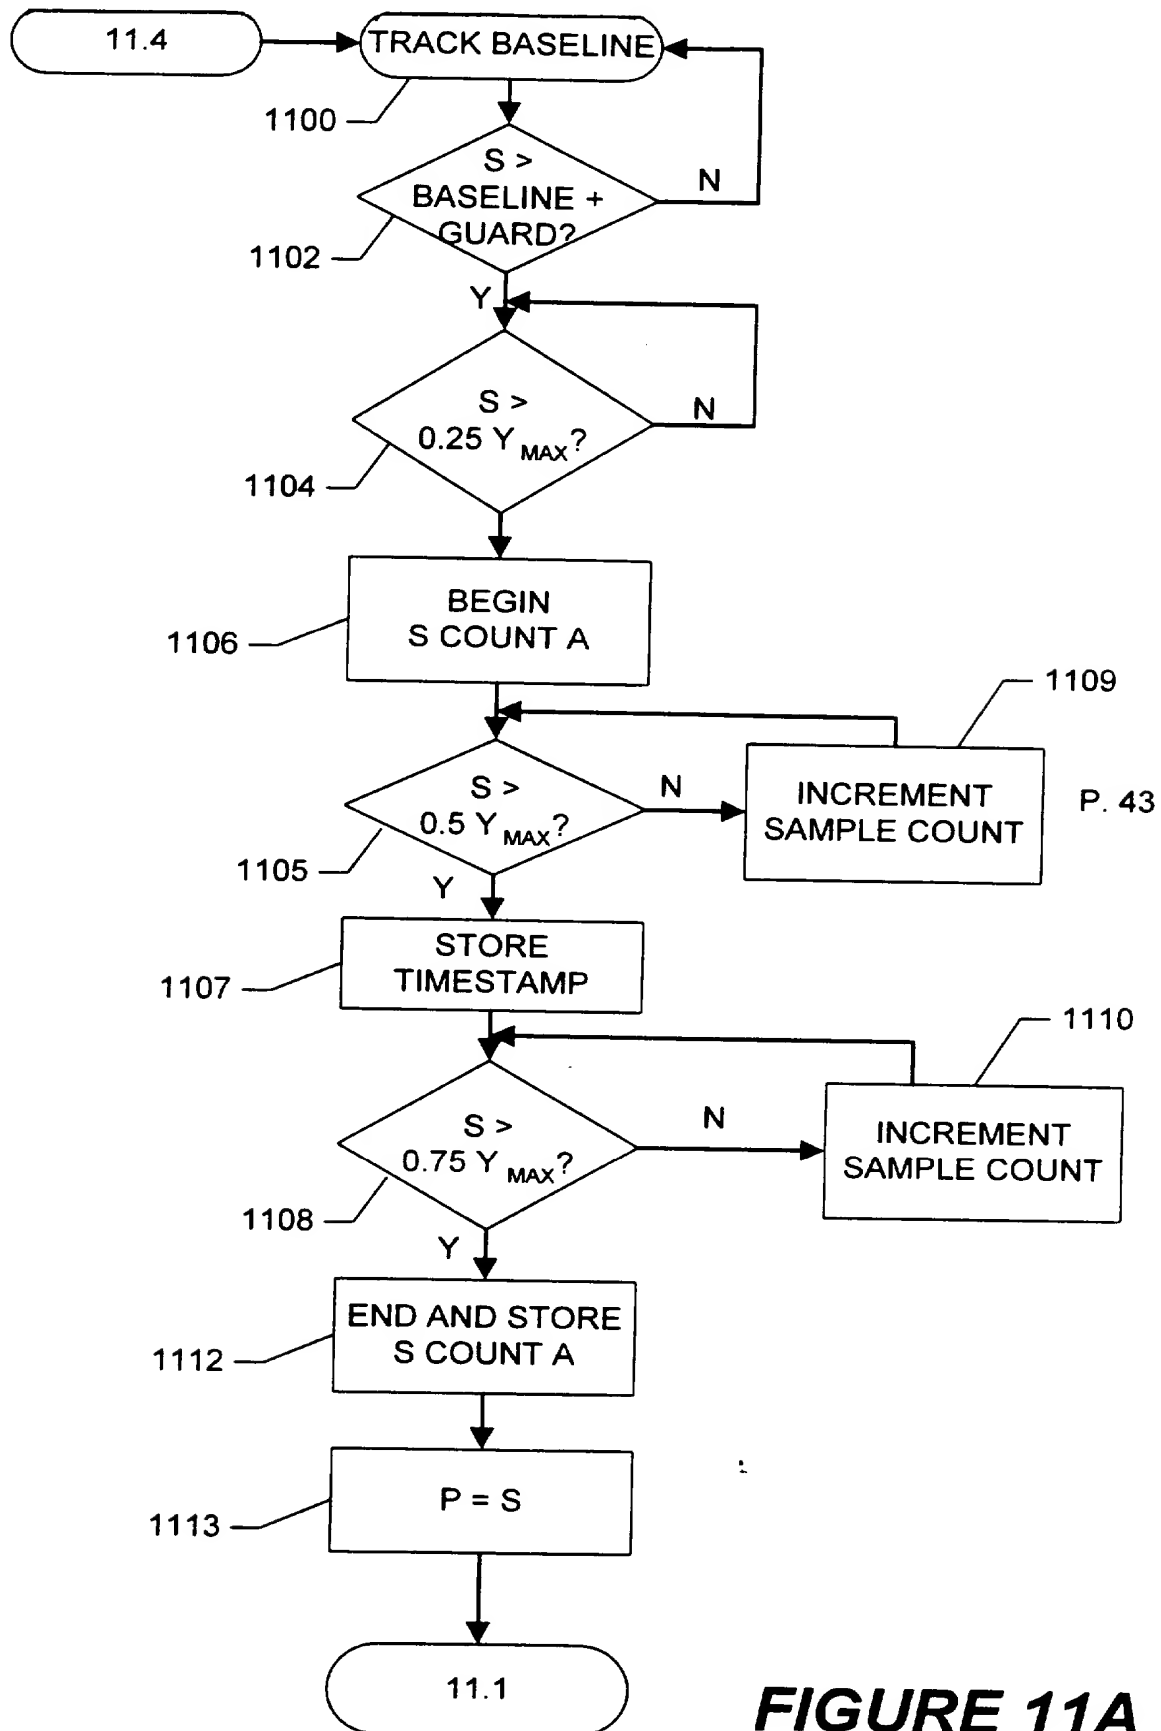 11.4
TRACK BASELINE
1100
S >
BASELINE +
GUARD?
N
1102
Y
S >
0.25 Y MAX?
N
1104
BEGIN
S COUNT A
1106
1109
S >
0.5 Y MAX?
N
INCREMENT
SAMPLE COUNT
P. 43
1105
Y
STORE
TIMESTAMP
1107
1110
S >
0.75 Y MAX?
N
INCREMENT
SAMPLE COUNT
1108
Y
END AND STORE
S COUNT A
1112
P = S
1113
11.1
FIGURE 11A